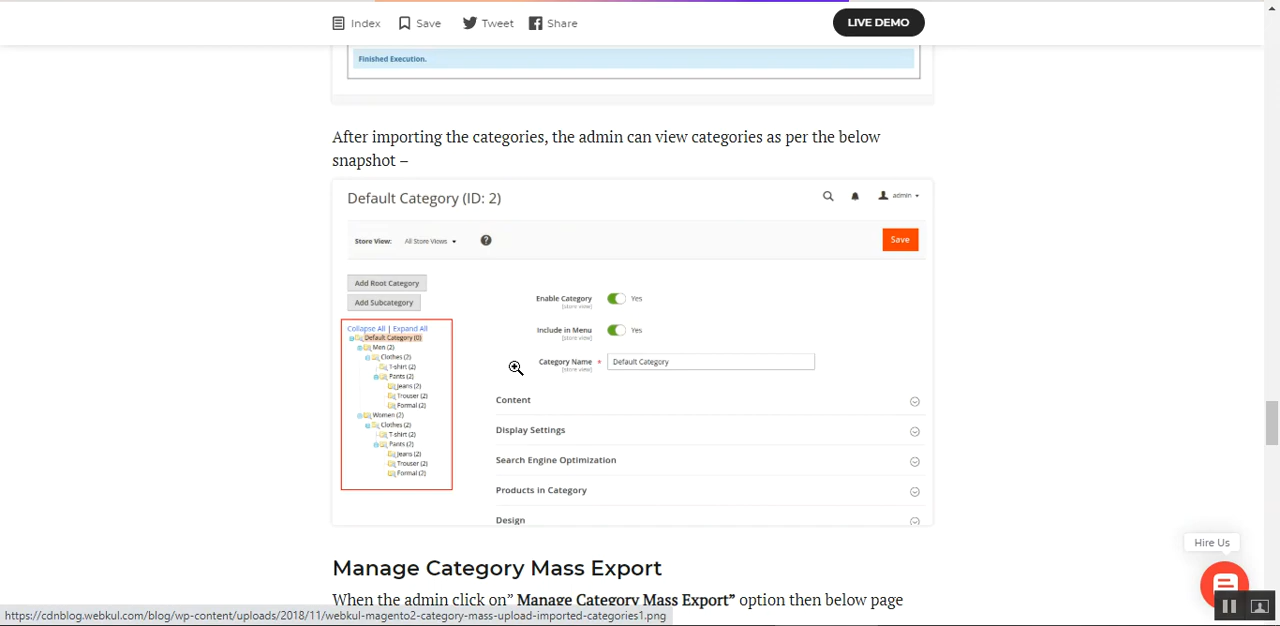 Index Save Tweet Share LIVE DEMO
Finished Execution.
After importing the categories, the admin can view categories as per the below
snapshot –
Default Category (ID: 2)
admin
Store View: All Store Views ?
Save
Add Root Category
Add Subcategory
Collapse All | Expand All
Default Category (0)
Men (2)
Clothes (2)
T-shirt (2)
Pants (2)
Jeans (2)
Trouser (2)
Formal (2)
Women (2)
Clothes (2)
T-shirt (2)
Pants (2)
Jeans (2)
Trouser (2)
Formal (2)
Enable Category Yes
[store view]
Include in Menu Yes
[store view]
Category Name * Default Category
[store view]
Content
Display Settings
Search Engine Optimization
Products in Category
Design
Hire Us
Manage Category Mass Export
When the admin click on” Manage Category Mass Export” option then below page
https://cdnblog.webkul.com/blog/wp-content/uploads/2018/11/webkul-magento2-category-mass-upload-imported-categories1.png